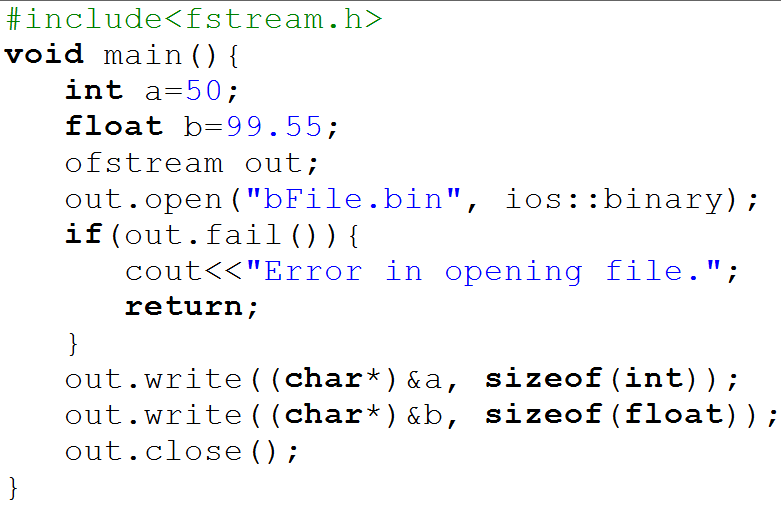 #include<fstream.h>
void main(){
int a=50;
float b=99.55;
ofstream out;
out.open("bFile.bin", ios::binary);
if(out.fail()){
cout<<"Error in opening file.";
return;
}
out.write((char*)&a, sizeof(int));
out.write((char*)&b, sizeof(float));
out.close();
}